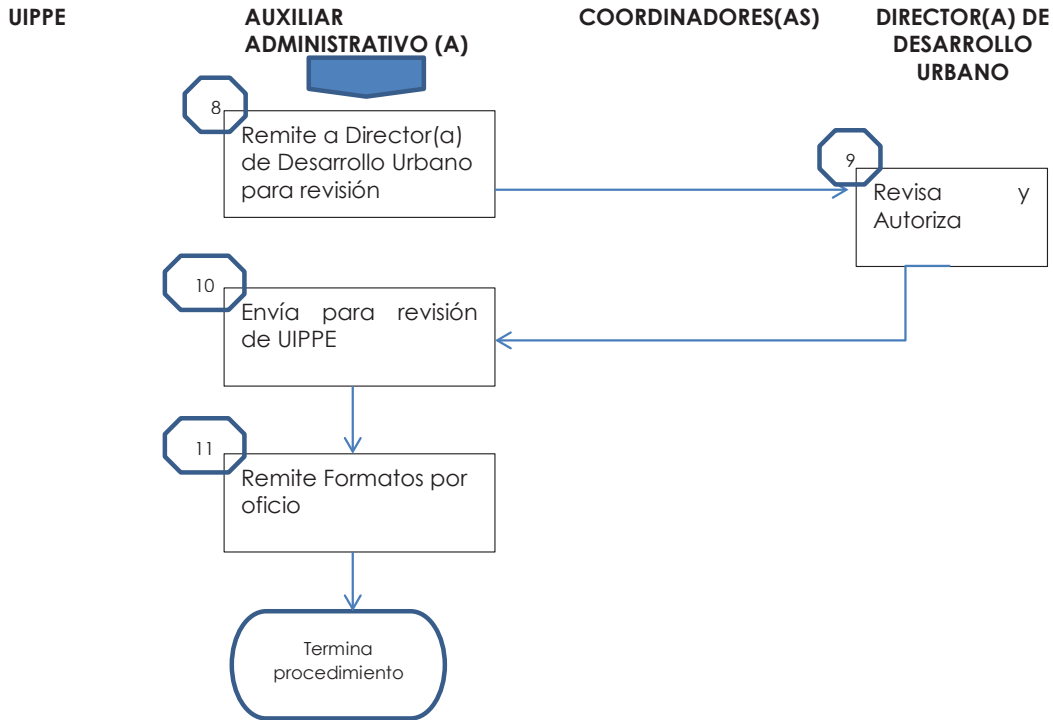 UIPPE
AUXILIAR
ADMINISTRATIVO (A)
COORDINADORES(AS)
DIRECTOR(A) DE
DESARROLLO
URBANO
8
Remite a Director(a)
de Desarrollo Urbano
para revisión
9
Revisa y
Autoriza
10
Envía para revisión
de UIPPE
11
Remite Formatos por
oficio
Termina
procedimiento